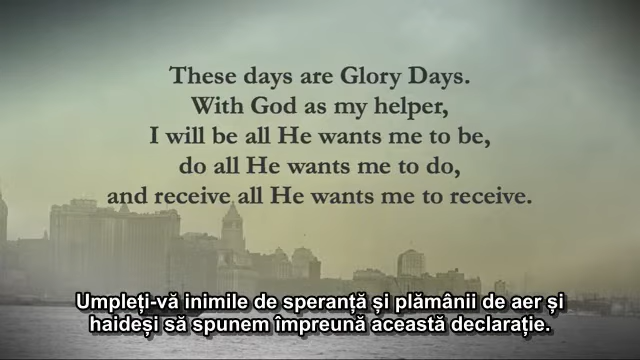 These days are Glory Days.
With God as my helper,
I will be all He wants me to be,
do all He wants me to do,
and receive all He wants me to receive.
Umpleți-vă inimile de speranță și plămânii de aer și
haideși să spunem împreună această declarație.